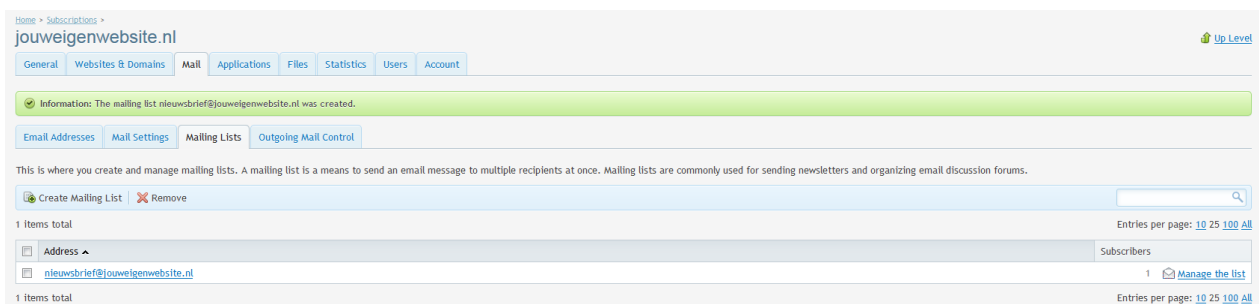 Home > Subscriptions >
jouweigenwebsite.nl
Up Level
General Websites & Domains Mail Applications Files Statistics Users Account
Information: The mailing list nieuwsbrief@jouweigenwebsite.nl was created.
Email Addresses Mail Settings Mailing Lists Outgoing Mail Control
This is where you create and manage mailing lists. A mailing list is a means to send an email message to multiple recipients at once. Mailing lists are commonly used for sending newsletters and organizing email discussion forums.
Create Mailing List Remove
1 items total Entries per page: 10 25 100 All
Address Subscribers
nieuwsbrief@jouweigenwebsite.nl 1 Manage the list
1 items total Entries per page: 10 25 100 All